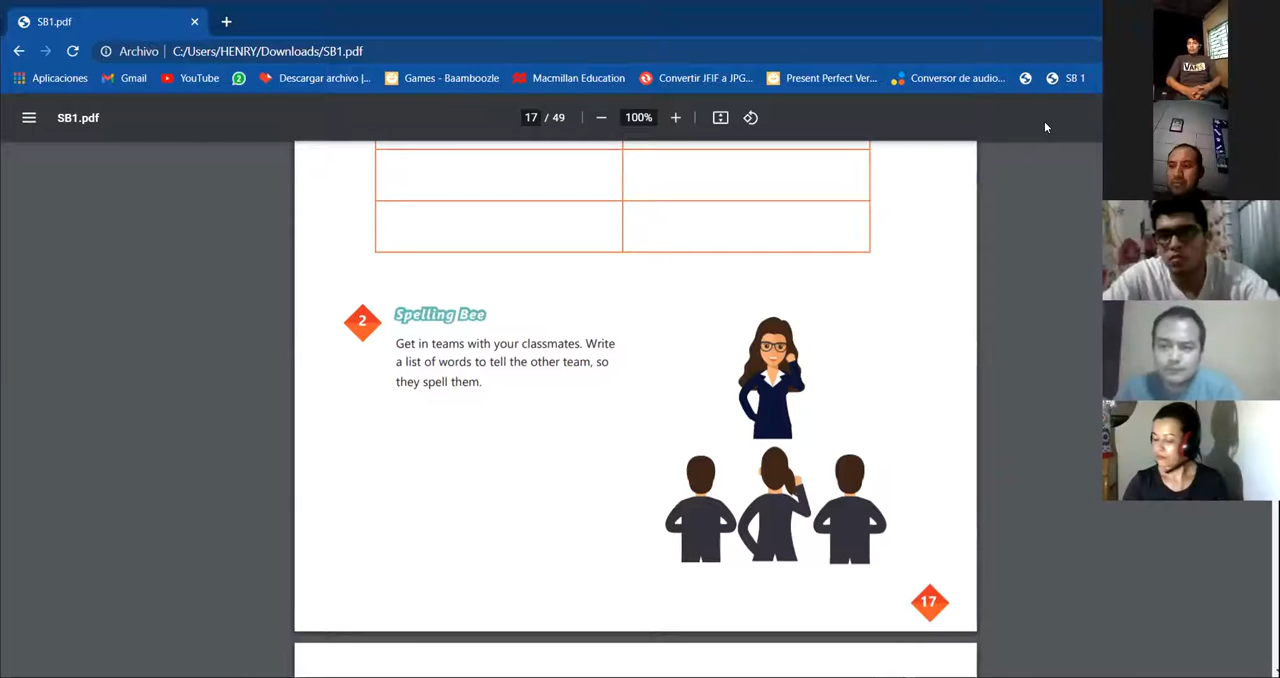 SB1.pdf
Archivo C:/Users/HENRY/Downloads/SB1.pdf
Aplicaciones Gmail YouTube Descargar archivo |... Games - Baamboozle Macmillan Education Convertir JFIF a JPG... Present Perfect Ver... Conversor de audio... SB 1
SB1.pdf 17 / 49 100%
2 Spelling Bee
Get in teams with your classmates. Write
a list of words to tell the other team, so
they spell them.
17
VANS